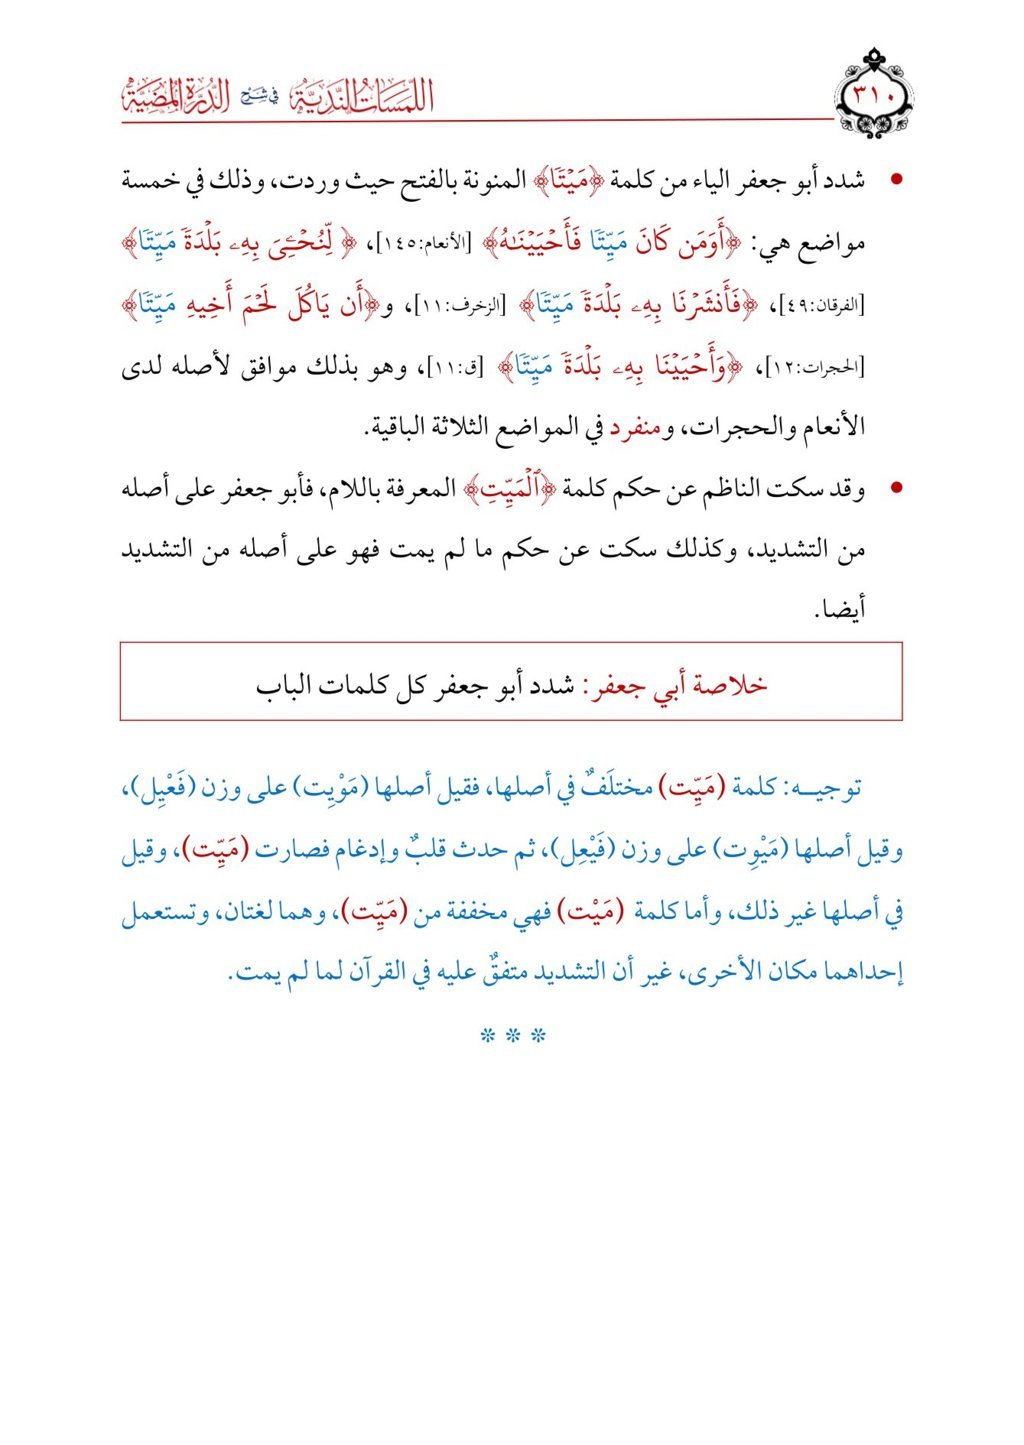 ٣١٠
اللمسات الندية في شرح الدرة المضية
• شدد أبو جعفر الياء من كلمة ﴿مَيۡتٗا﴾ المنونة بالفتح حيث وردت، وذلك في خمسة
مواضع هي: ﴿أَوَمَن كَانَ مَيِّتٗا فَأَحۡيَيۡنَٰهُ﴾ [الأنعام:١٤٥]، ﴿لِّنُحۡـِۧيَ بِهِۦ بَلۡدَةٗ مَيِّتٗا﴾
[الفرقان:٤٩]، ﴿فَأَنشَرۡنَا بِهِۦ بَلۡدَةٗ مَيِّتٗا﴾ [الزخرف:١١]، و﴿أَن يَاكُلَ لَحۡمَ أَخِيهِ مَيِّتٗا﴾
[الحجرات:١٢]، ﴿وَأَحۡيَيۡنَا بِهِۦ بَلۡدَةٗ مَيِّتٗا﴾ [ق:١١]، وهو بذلك موافق لأصله لدى
الأنعام والحجرات، ومنفرد في المواضع الثلاثة الباقية.
• وقد سكت الناظم عن حكم كلمة ﴿ٱلۡمَيِّتِ﴾ المعرفة باللام، فأبو جعفر على أصله
من التشديد، وكذلك سكت عن حكم ما لم يمت فهو على أصله من التشديد
أيضا.
خلاصة أبي جعفر: شدد أبو جعفر كل كلمات الباب
توجيـــه: كلمة (مَيِّت) مختلَفٌ في أصلها، فقيل أصلها (مَوْيِت) على وزن (فَعْيِل)،
وقيل أصلها (مَيْوِت) على وزن (فَيْعِل)، ثم حدث قلبٌ وإدغام فصارت (مَيِّت)، وقيل
في أصلها غير ذلك، وأما كلمة (مَيْت) فهي مخففة من (مَيِّت)، وهما لغتان، وتستعمل
إحداهما مكان الأخرى، غير أن التشديد متفقٌ عليه في القرآن لما لم يمت.
* * *